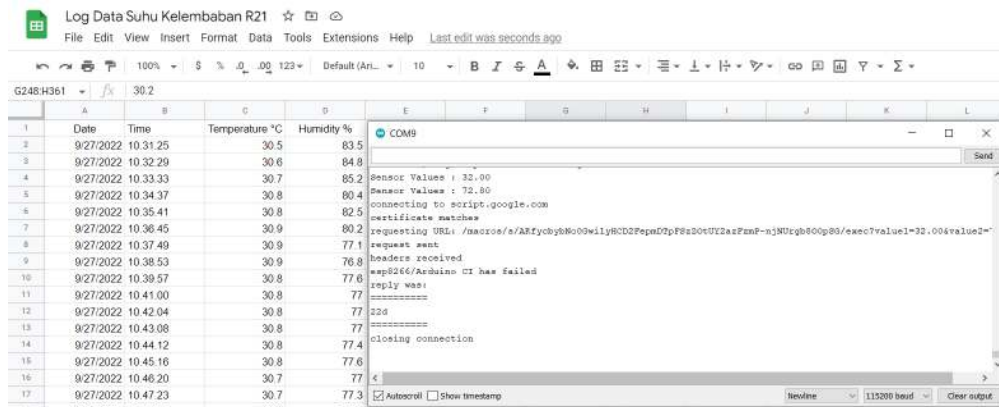 Log Data Suhu Kelembaban R21
File Edit View Insert Format Data Tools Extensions Help Last edit was seconds ago
100% $ % .0 .00 123 Default (Ari... 10 B I S A
G248:H361 fx 30.2
A B C D E F G H I J K L
1 Date Time Temperature °C Humidity %
2 9/27/2022 10.31.25 30.5 83.5
3 9/27/2022 10.32.29 30.6 84.8
4 9/27/2022 10.33.33 30.7 85.2
5 9/27/2022 10.34.37 30.8 80.4
6 9/27/2022 10.35.41 30.8 82.5
7 9/27/2022 10.36.45 30.9 80.2
8 9/27/2022 10.37.49 30.9 77.1
9 9/27/2022 10.38.53 30.9 76.8
10 9/27/2022 10.39.57 30.8 77.6
11 9/27/2022 10.41.00 30.8 77
12 9/27/2022 10.42.04 30.8 77
13 9/27/2022 10.43.08 30.8 77
14 9/27/2022 10.44.12 30.8 77.4
15 9/27/2022 10.45.16 30.8 77.6
16 9/27/2022 10.46.20 30.7 77
17 9/27/2022 10.47.23 30.7 77.3
COM9
Send
Sensor Values : 32.00
Sensor Values : 72.80
connecting to script.google.com
certificate matches
requesting URL: /exec?value1=32.00&value2=
request sent
headers received
esp8266/Arduino CI has failed
reply was:
==========
22d
==========
closing connection
Autoscroll Show timestamp Newline 115200 baud Clear output